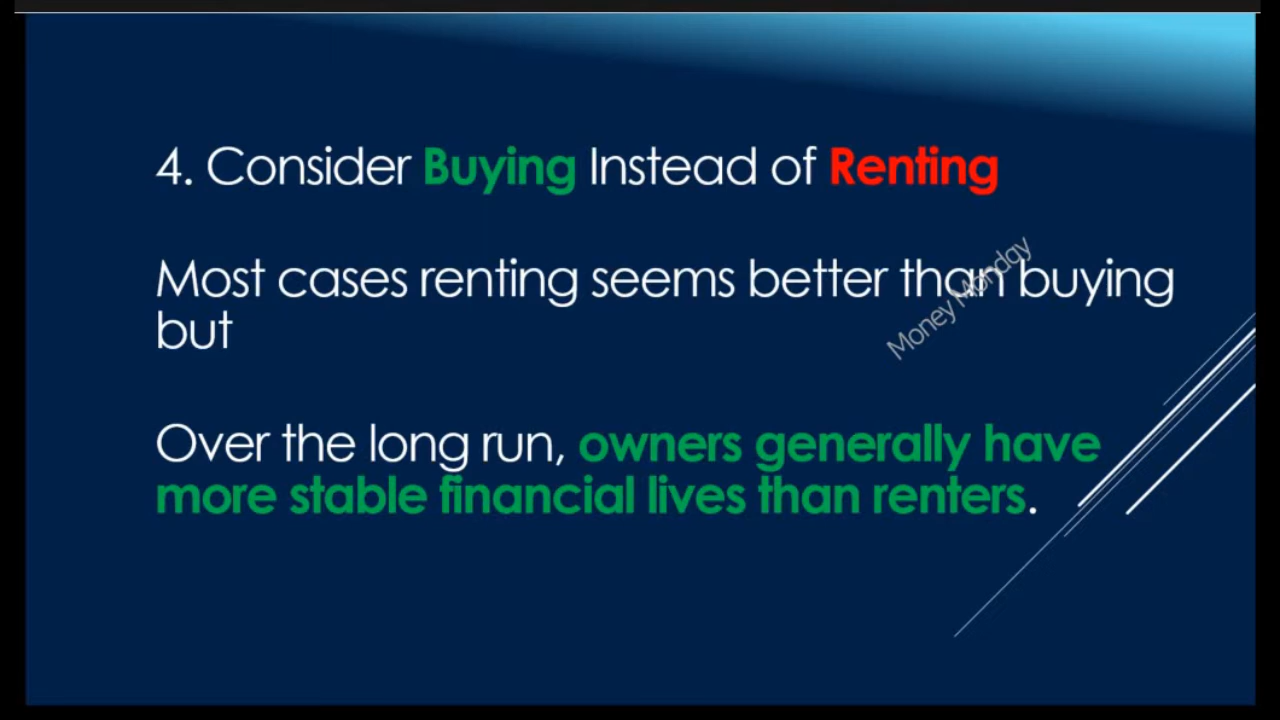 4. Consider Buying Instead of Renting
Most cases renting seems better than buying
but
Over the long run, owners generally have
more stable financial lives than renters.
Money Monday